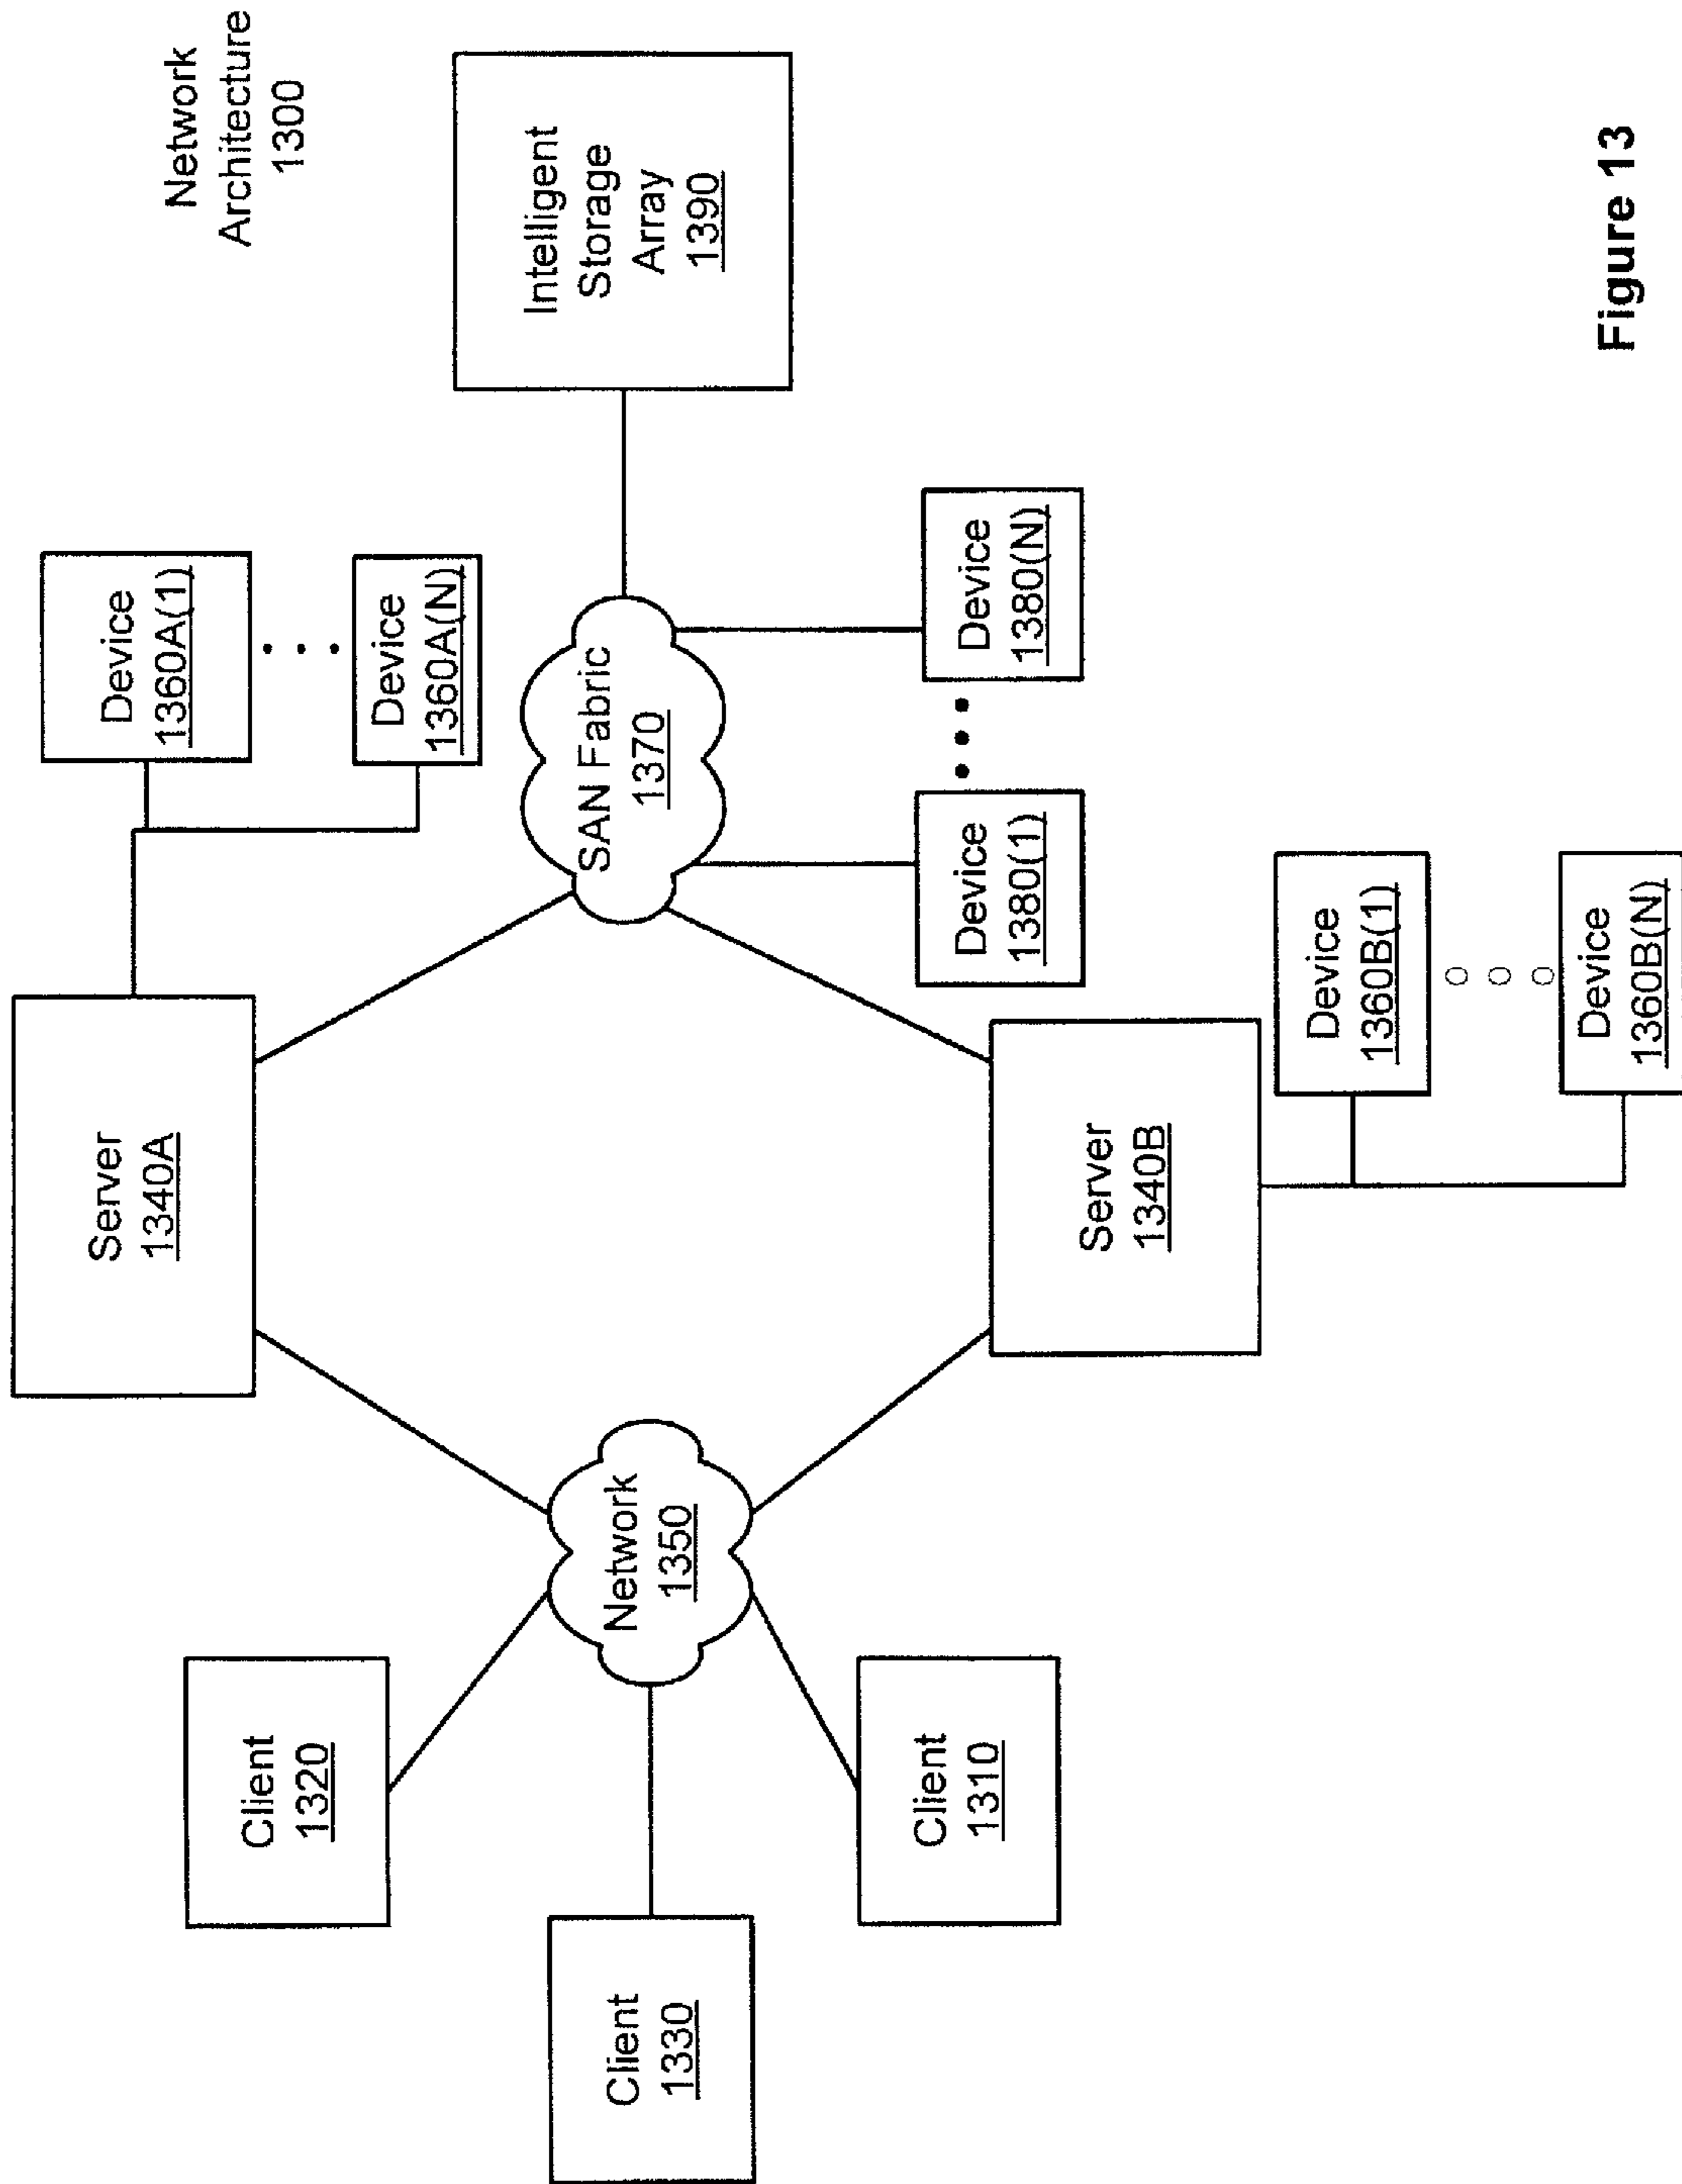 Network
Architecture
1300
Client
1320
Client
1330
Client
1310
Network
1350
Server
1340A
Server
1340B
Device
1360A(1)
Device
1360A(N)
SAN Fabric
1370
Device
1380(1)
Device
1380(N)
Device
1360B(1)
Device
1360B(N)
Intelligent
Storage
Array
1390
Figure 13